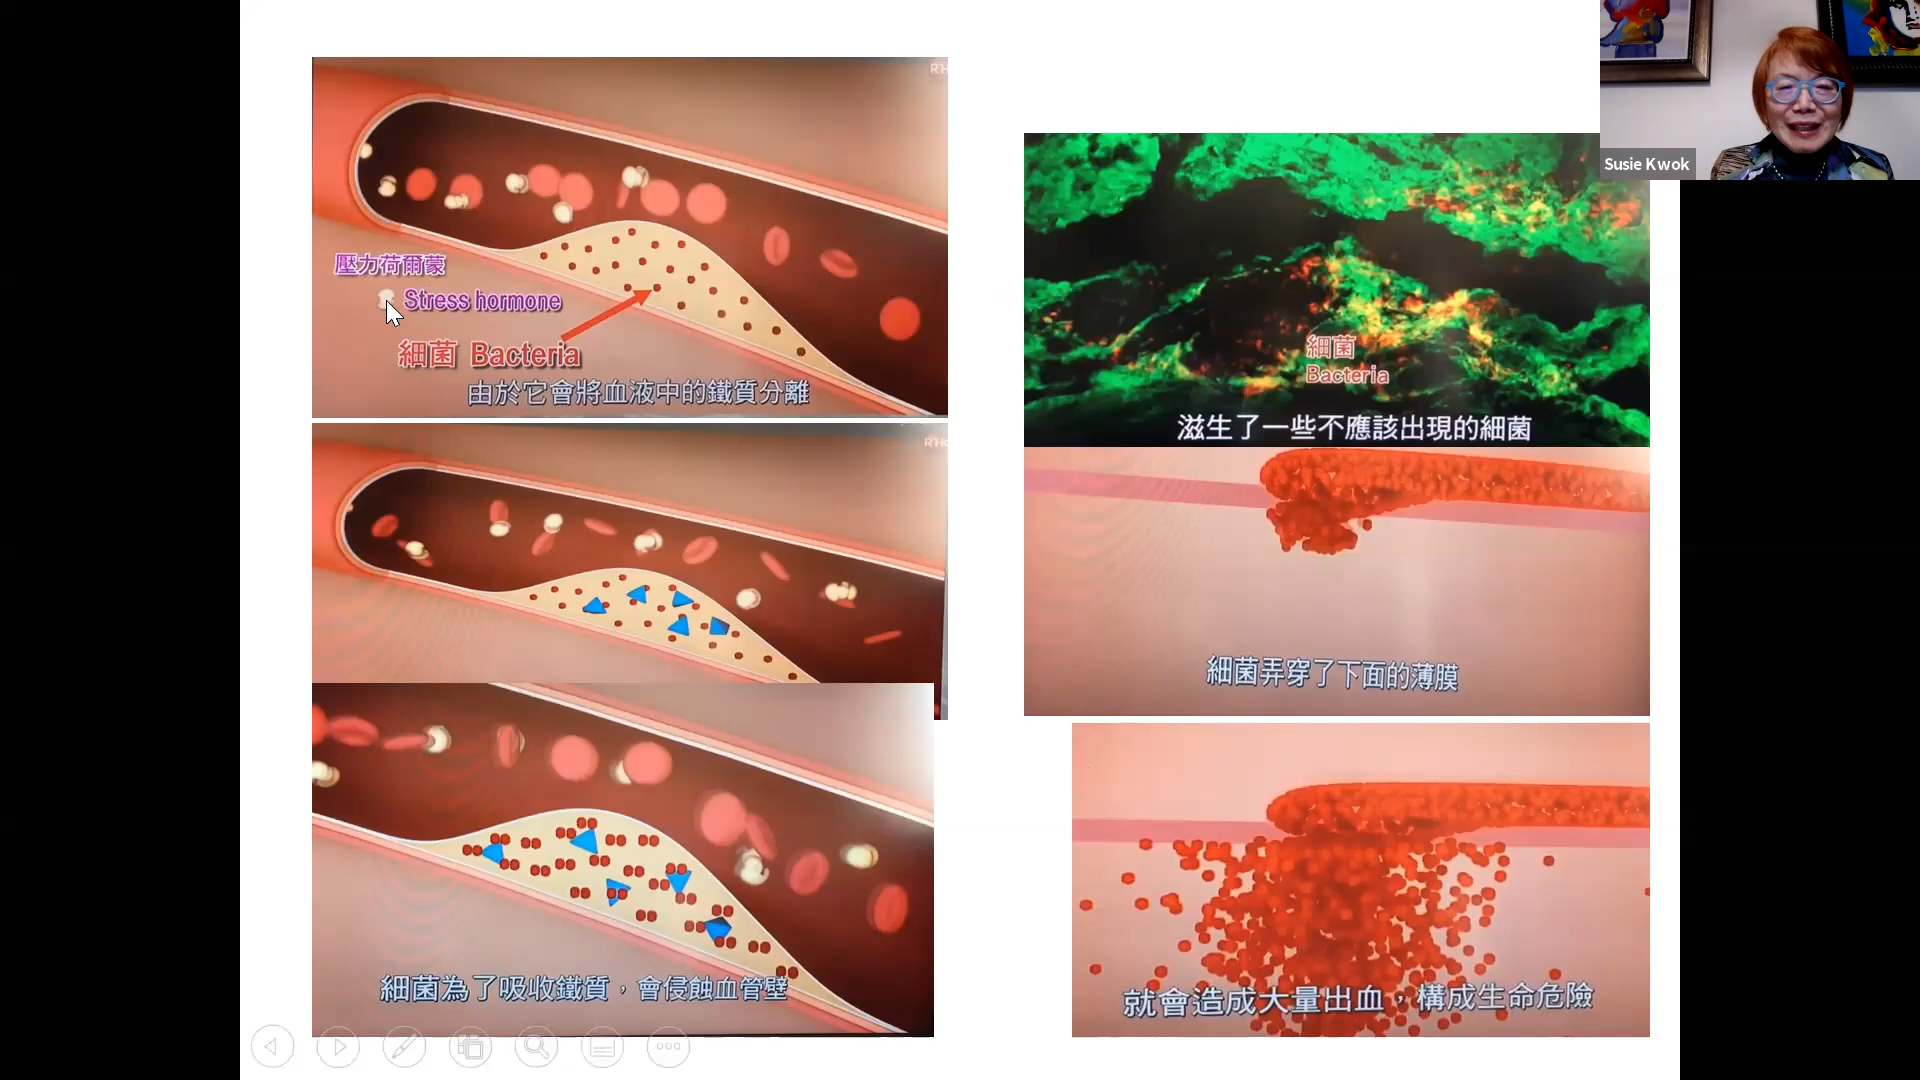 RTH
壓力荷爾蒙
Stress hormone
細菌 Bacteria
由於它會將血液中的鐵質分離
RTHK
細菌為了吸收鐵質，會侵蝕血管壁
Susie Kwok
細菌
Bacteria
滋生了一些不應該出現的細菌
細菌弄穿了下面的薄膜
就會造成大量出血，構成生命危險